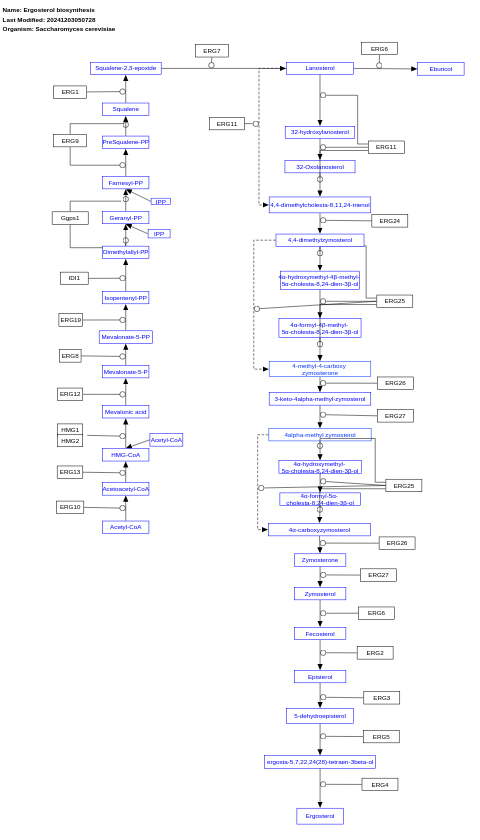 Name: Ergosterol biosynthesis
Last Modified: 20241203050728
Organism: Saccharomyces cerevisiae
ERG7
ERG6
Squalene-2,3-epoxide
Lanosterol
Eburicol
ERG1
Squalene
ERG11
32-hydroxylanosterol
ERG9
PreSqualene-PP
ERG11
32-Oxolanosterol
Farnesyl-PP
IPP
4,4-dimethylcholesta-8,11,24-trienol
Ggps1
Geranyl-PP
ERG24
IPP
4,4-dimethylzymosterol
Dimethylallyl-PP
IDI1
4α-hydroxymethyl-4β-methyl-
5α-cholesta-8,24-dien-3β-ol
Isopentenyl-PP
ERG25
ERG19
4α-formyl-4β-methyl-
5α-cholesta-8,24-dien-3β-ol
Mevalonate-5-PP
ERG8
4-methyl-4-carboxy
zymosterone
Mevalonate-5-P
ERG26
ERG12
3-keto-4alpha-methyl-zymosterol
Mevalonic acid
ERG27
HMG1
HMG2
Acetyl-CoA
4alpha-methyl zymosterol
HMG-CoA
4α-hydroxymethyl-
5α-cholesta-8,24-dien-3β-ol
ERG13
ERG25
Acetoacetyl-CoA
4α-formyl-5α-
cholesta-8,24-dien-3β-ol
ERG10
Acetyl-CoA
4α-carboxyzymosterol
ERG26
Zymosterone
ERG27
Zymosterol
ERG6
Fecosterol
ERG2
Episterol
ERG3
5-dehydroepisterol
ERG5
ergosta-5,7,22,24(28)-tetraen-3beta-ol
ERG4
Ergosterol